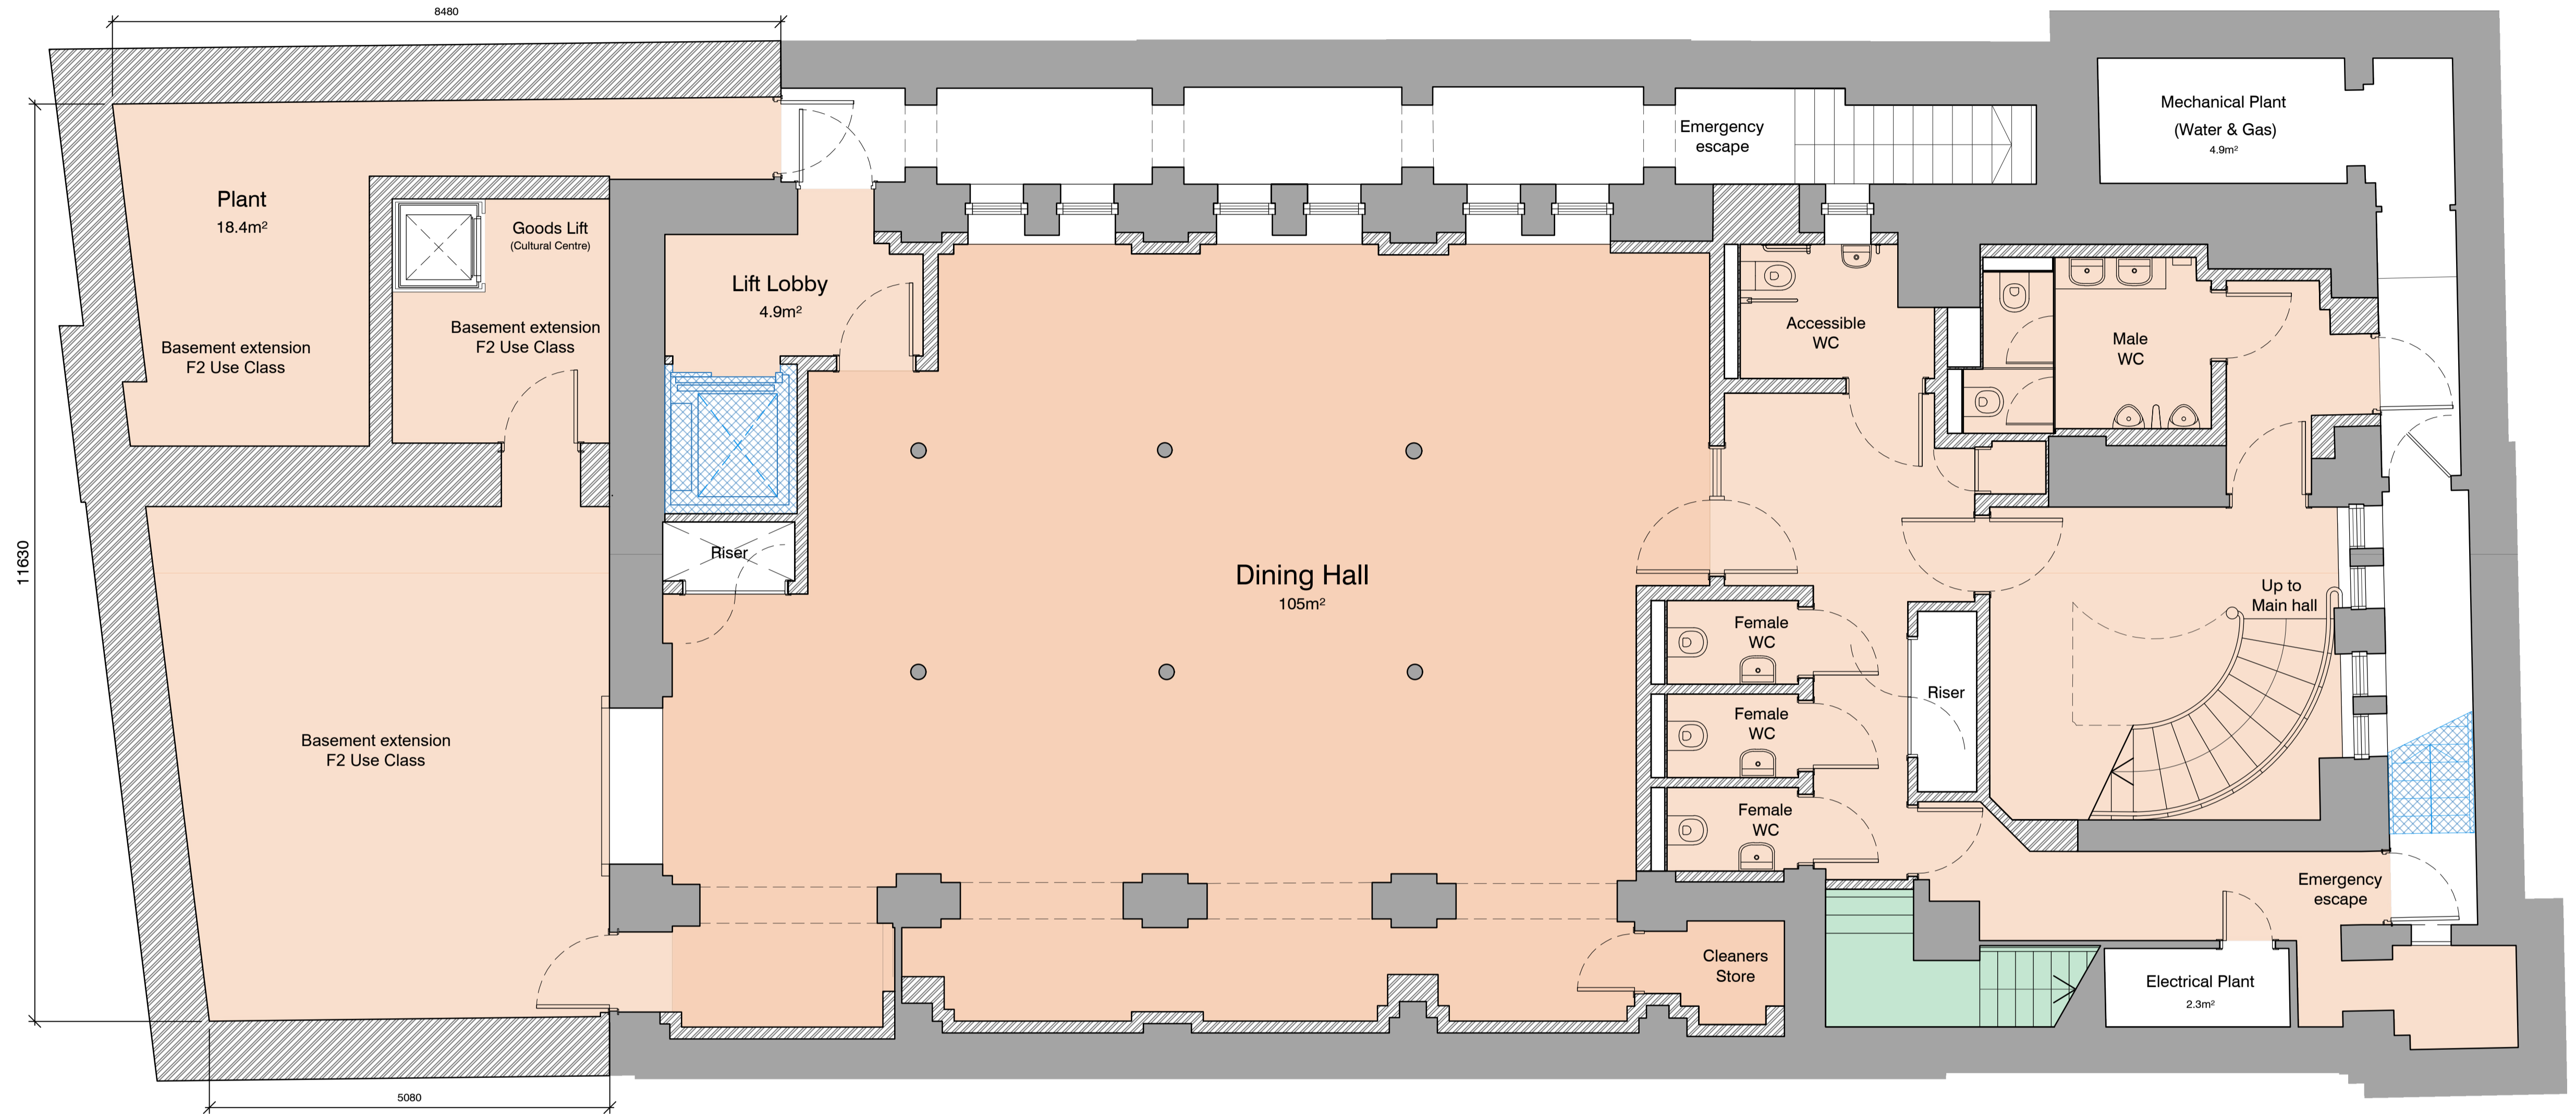 8480
11630
5080
Plant
18.4m²
Basement extension
F2 Use Class
Goods Lift
(Cultural Centre)
Basement extension
F2 Use Class
Lift Lobby
4.9m²
Riser
Basement extension
F2 Use Class
Dining Hall
105m²
Emergency
escape
Mechanical Plant
(Water & Gas)
4.9m²
Accessible
WC
Male
WC
Female
WC
Female
WC
Female
WC
Riser
Up to
Main hall
Cleaners
Store
Emergency
escape
Electrical Plant
2.3m²